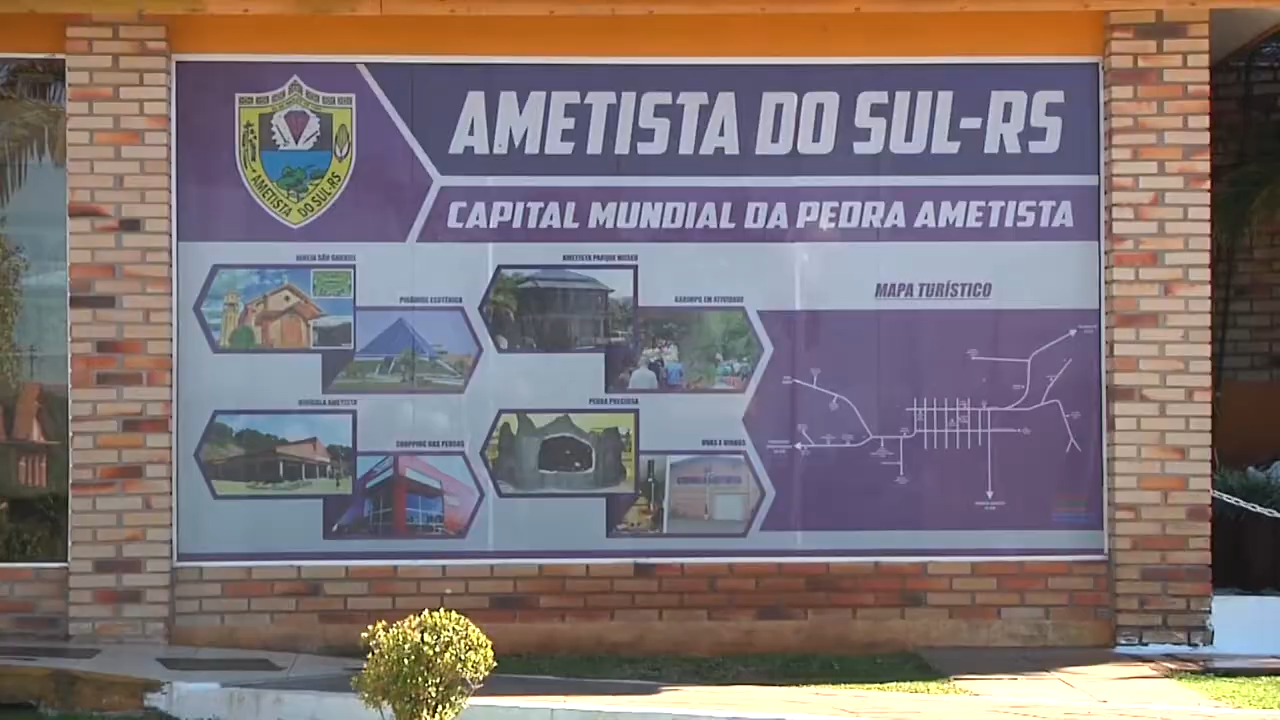 AMETISTA DO SUL-RS
AMETISTA DO SUL-RS
CAPITAL MUNDIAL DA PEDRA AMETISTA
IGREJA SÃO GABRIEL
AMETISTA PARQUE MUSEU
PIRÂMIDE ESOTÉRICA
GARIMPO EM ATIVIDADE
MAPA TURÍSTICO
VINÍCOLA AMETISTA
PEDRA PRECIOSA
SHOPPING DAS PEDRAS
UVAS E VINHOS